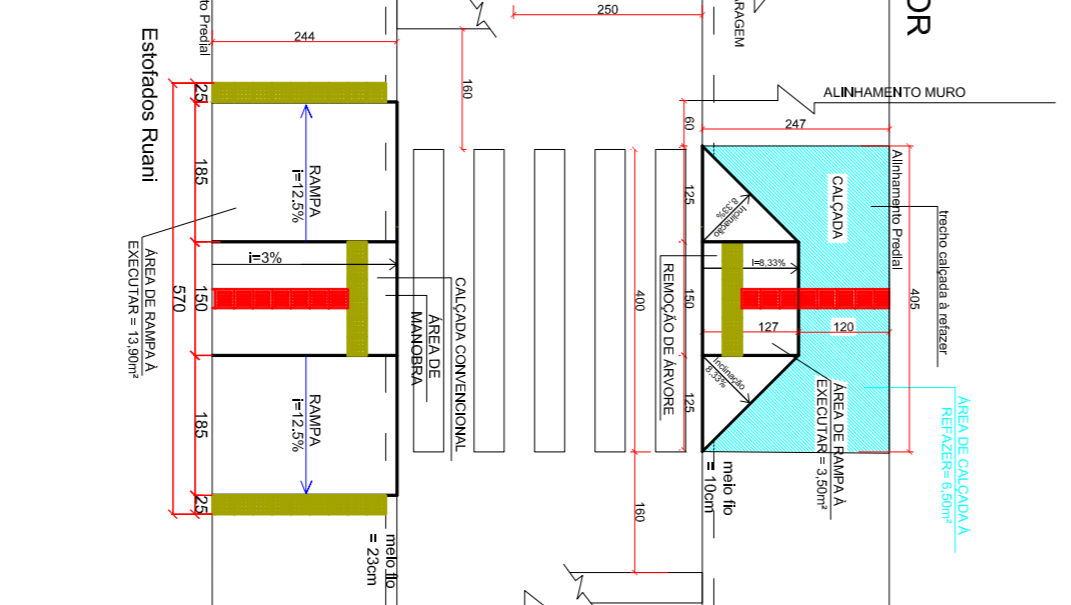 250
ARAGEM
OR
to Predial
244
Estofados Ruani
160
60
ALINHAMENTO MURO
247
25
185
RAMPA
i=12.5%
125
Inclinação
8,33%
CALÇADA
Alinhamento Predial
trecho calçada à refazer
ÁREA DE RAMPA À
EXECUTAR = 13,90m²
i=3%
I=8,33%
570
150
CALÇADA CONVENCIONAL
ÁREA DE
MANOBRA
400
REMOÇÃO DE ÁRVORE
150
127
120
405
185
RAMPA
i=12.5%
125
Inclinação
8,33%
ÁREA DE RAMPA À
EXECUTAR = 3,50m²
ÁREA DE CALÇADA À
REFAZER= 6,50m²
25
meio fio
= 10cm
160
meio fio
= 23cm